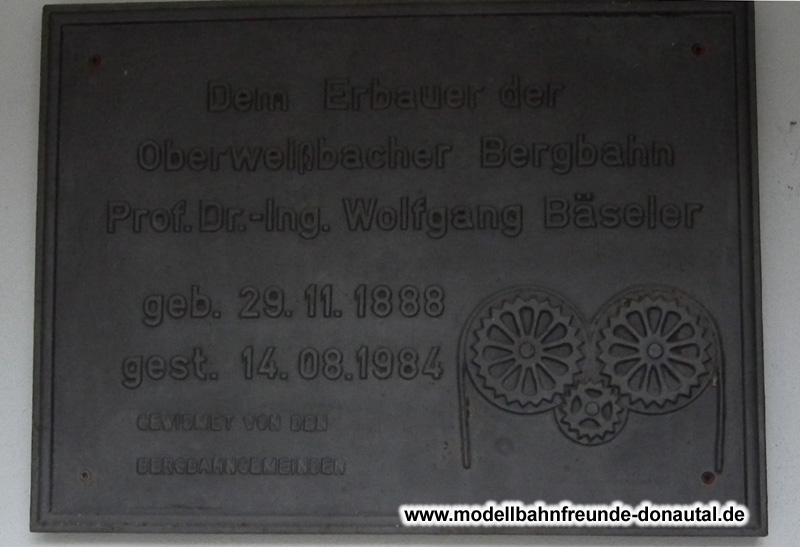 Dem Erbauer der
Oberweißbacher Bergbahn
Prof. Dr.-Ing. Wolfgang Bäseler
geb. 29.11.1888
gest. 14.08.1984
GEWIDMET VON DEN
BERGBAHNGEMEINDEN
www.modellbahnfreunde-donautal.de